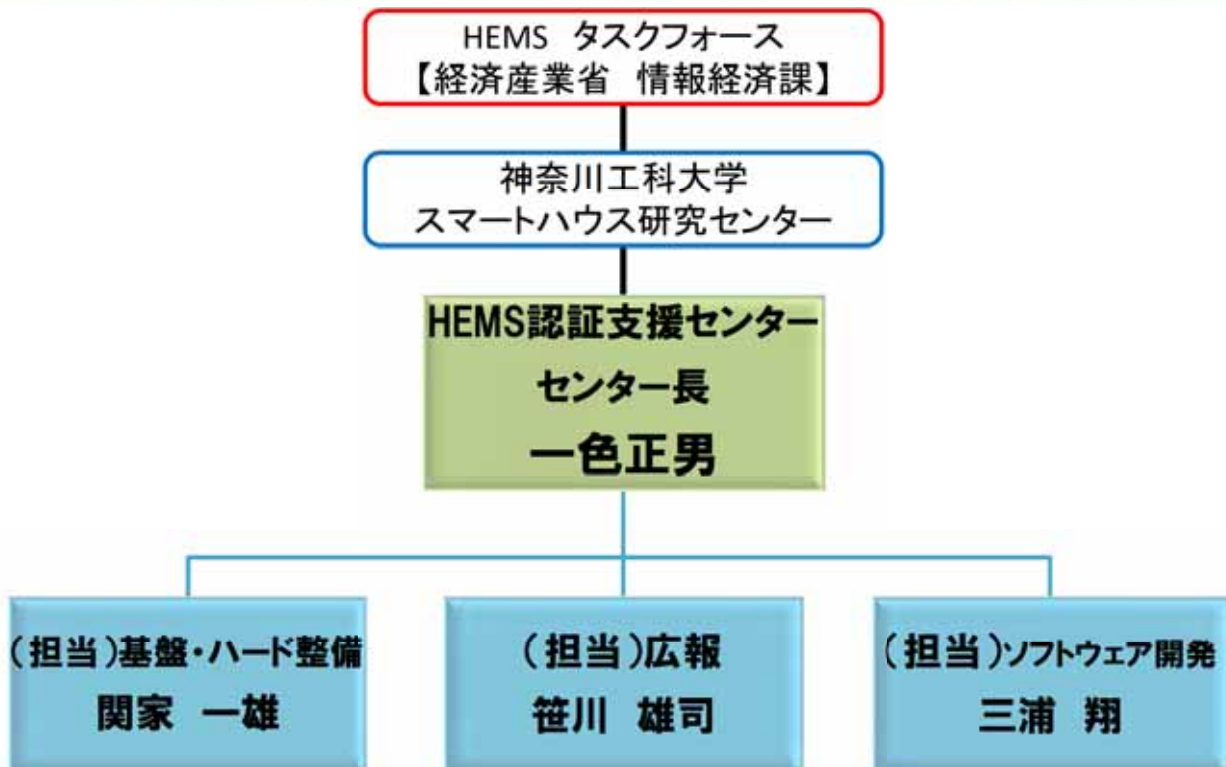 HEMS タスクフォース
【経済産業省 情報経済課】
神奈川工科大学
スマートハウス研究センター
HEMS認証支援センター
センター長
一色正男
(担当)基盤・ハード整備
関家 一雄
(担当)広報
笹川 雄司
(担当)ソフトウェア開発
三浦 翔